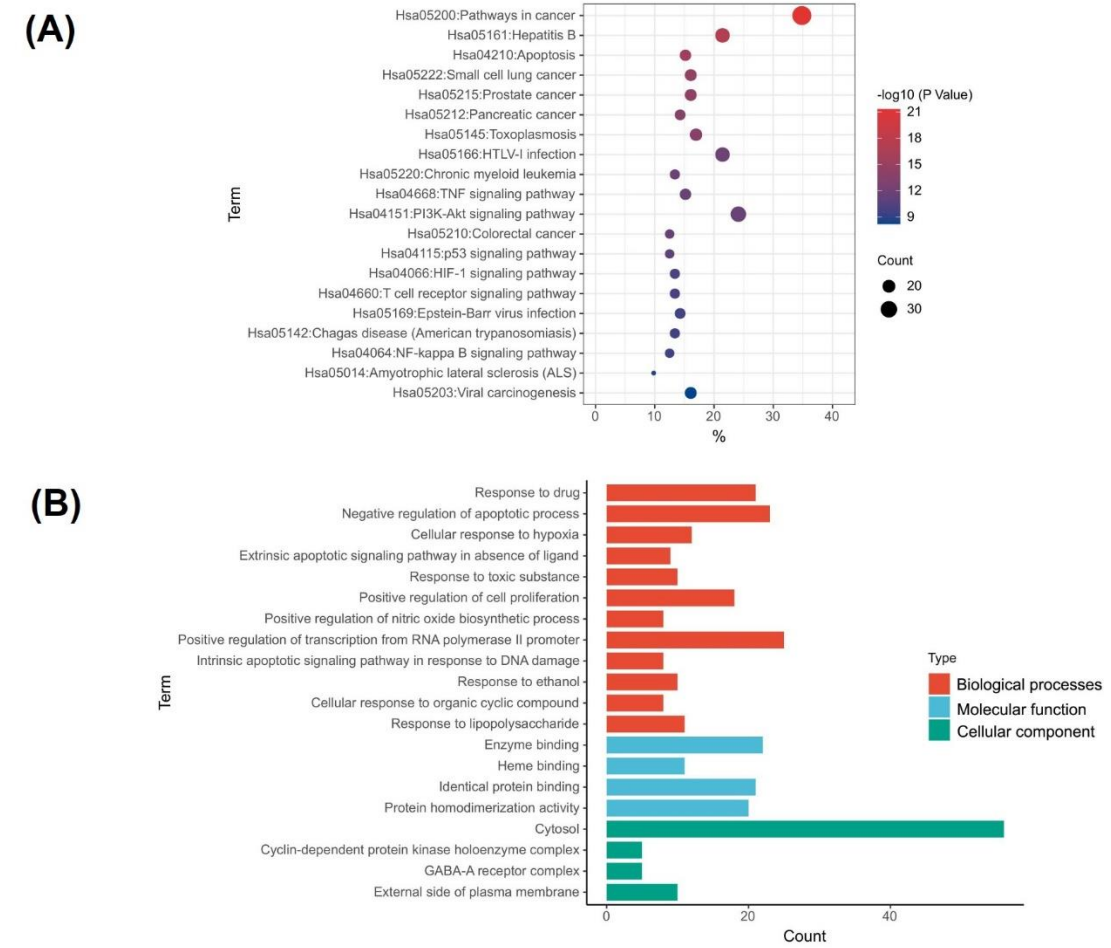 (A)
Hsa05200:Pathways in cancer
Hsa05161:Hepatitis B
Hsa04210:Apoptosis
Hsa05222:Small cell lung cancer
Hsa05215:Prostate cancer
Hsa05212:Pancreatic cancer
Hsa05145:Toxoplasmosis
Hsa05166:HTLV-I infection
Hsa05220:Chronic myeloid leukemia
Hsa04668:TNF signaling pathway
Hsa04151:PI3K-Akt signaling pathway
Hsa05210:Colorectal cancer
Hsa04115:p53 signaling pathway
Hsa04066:HIF-1 signaling pathway
Hsa04660:T cell receptor signaling pathway
Hsa05169:Epstein-Barr virus infection
Hsa05142:Chagas disease (American trypanosomiasis)
Hsa04064:NF-kappa B signaling pathway
Hsa05014:Amyotrophic lateral sclerosis (ALS)
Hsa05203:Viral carcinogenesis
Term
0 10 20 30 40
%
-log10 (P Value)
21
18
15
12
9
Count
20
30
(B)
Response to drug
Negative regulation of apoptotic process
Cellular response to hypoxia
Extrinsic apoptotic signaling pathway in absence of ligand
Response to toxic substance
Positive regulation of cell proliferation
Positive regulation of nitric oxide biosynthetic process
Positive regulation of transcription from RNA polymerase II promoter
Intrinsic apoptotic signaling pathway in response to DNA damage
Response to ethanol
Cellular response to organic cyclic compound
Response to lipopolysaccharide
Enzyme binding
Heme binding
Identical protein binding
Protein homodimerization activity
Cytosol
Cyclin-dependent protein kinase holoenzyme complex
GABA-A receptor complex
External side of plasma membrane
Term
0 20 40
Count
Type
Biological processes
Molecular function
Cellular component